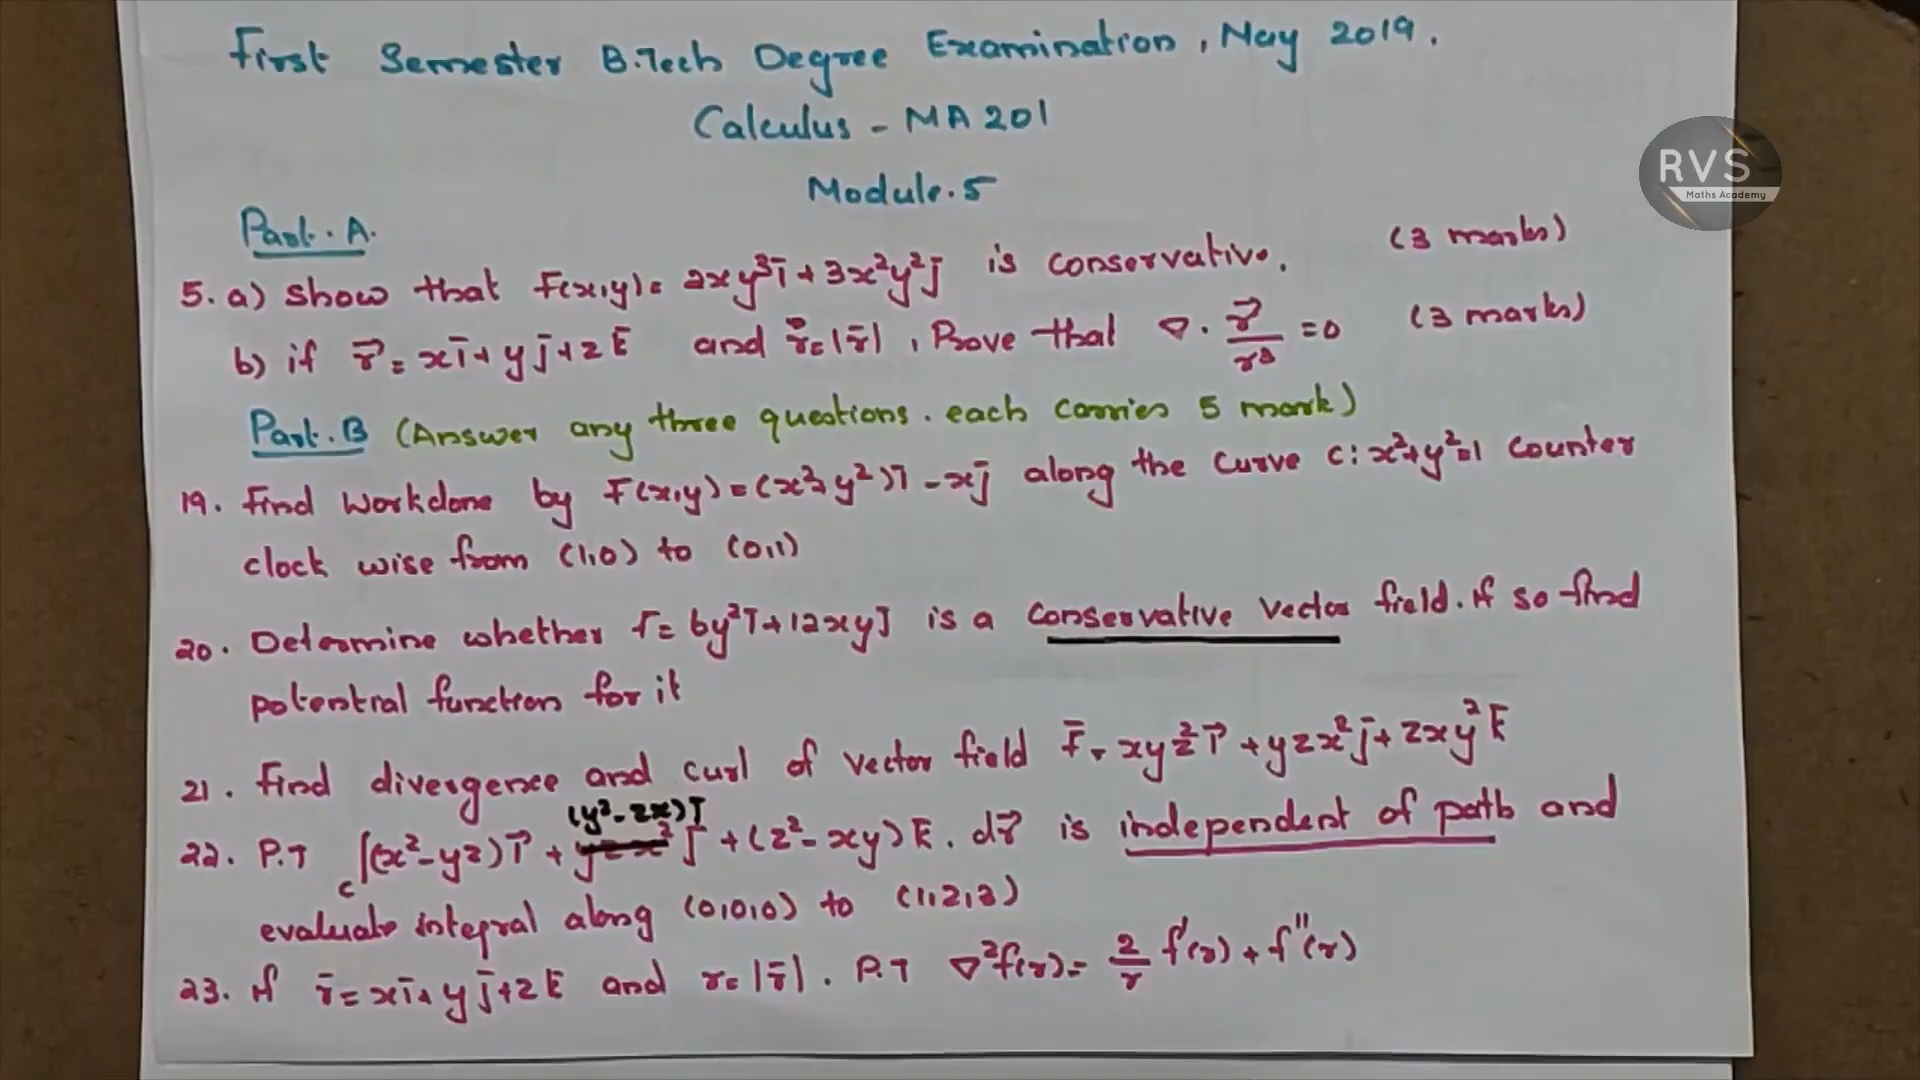 First Semester B.Tech Degree Examination, May 2019.
Calculus - MA 201
RVS
Maths Academy
Module.5
Part.A.
5. a) Show that F(x,y) = 2xy³i̅ + 3x²y²j̅ is conservative. (3 marks)
b) if r⃗ = xi̅ + yj̅ + zk̅ and r = |r̅|, Prove that ∇. r⃗/r³ = 0 (3 marks)
Part.B (Answer any three questions. each carries 5 mark)
19. Find workdone by F(x,y) = (x²+y²)i̅ - xj̅ along the curve c: x²+y²=1 counter
clock wise from (1,0) to (0,1)
20. Determine whether F = 6y²i̅ + 12xyj̅ is a conservative vector field. If so find
potential function for it
21. Find divergence and curl of vector field F̅ = xyz²i⃗ + yzx²j̅ + zxy²k̅
(y²-zx)j̅
22. P.T ∫c (x²-yz)i⃗ + j̅ + (z²-xy)k̅. dr⃗ is independent of path and
evaluate integral along (0,0,0) to (1,2,3)
23. If r̅ = xi̅ + yj̅ + zk̅ and r = |r̅|. P.T ∇²f(r) = 2/r f'(r) + f''(r)